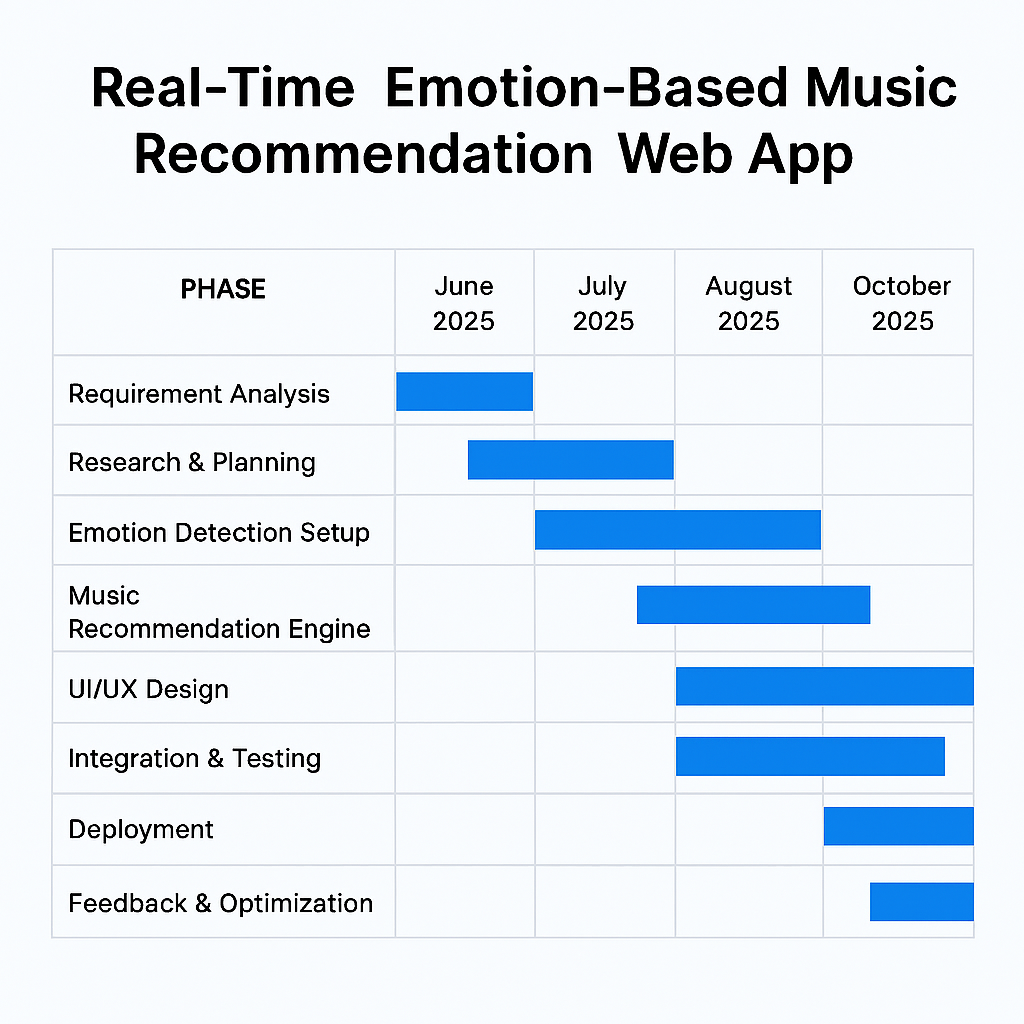 Real-Time Emotion-Based Music
Recommendation Web App
PHASE
June
2025
July
2025
August
2025
October
2025
Requirement Analysis
Research & Planning
Emotion Detection Setup
Music
Recommendation Engine
UI/UX Design
Integration & Testing
Deployment
Feedback & Optimization